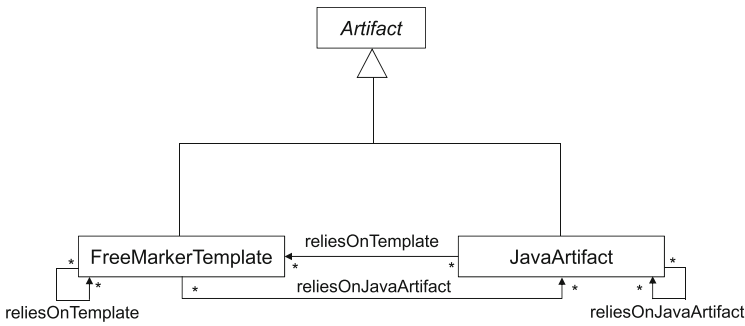 Artifact
FreeMarkerTemplate
reliesOnTemplate
JavaArtifact
*
*
*
*
*
reliesOnJavaArtifact
*
*
*
reliesOnTemplate
reliesOnJavaArtifact